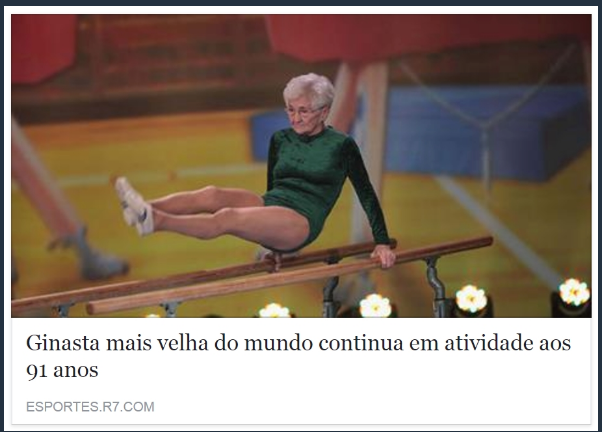 Ginasta mais velha do mundo continua em atividade aos
91 anos
ESPORTES.R7.COM